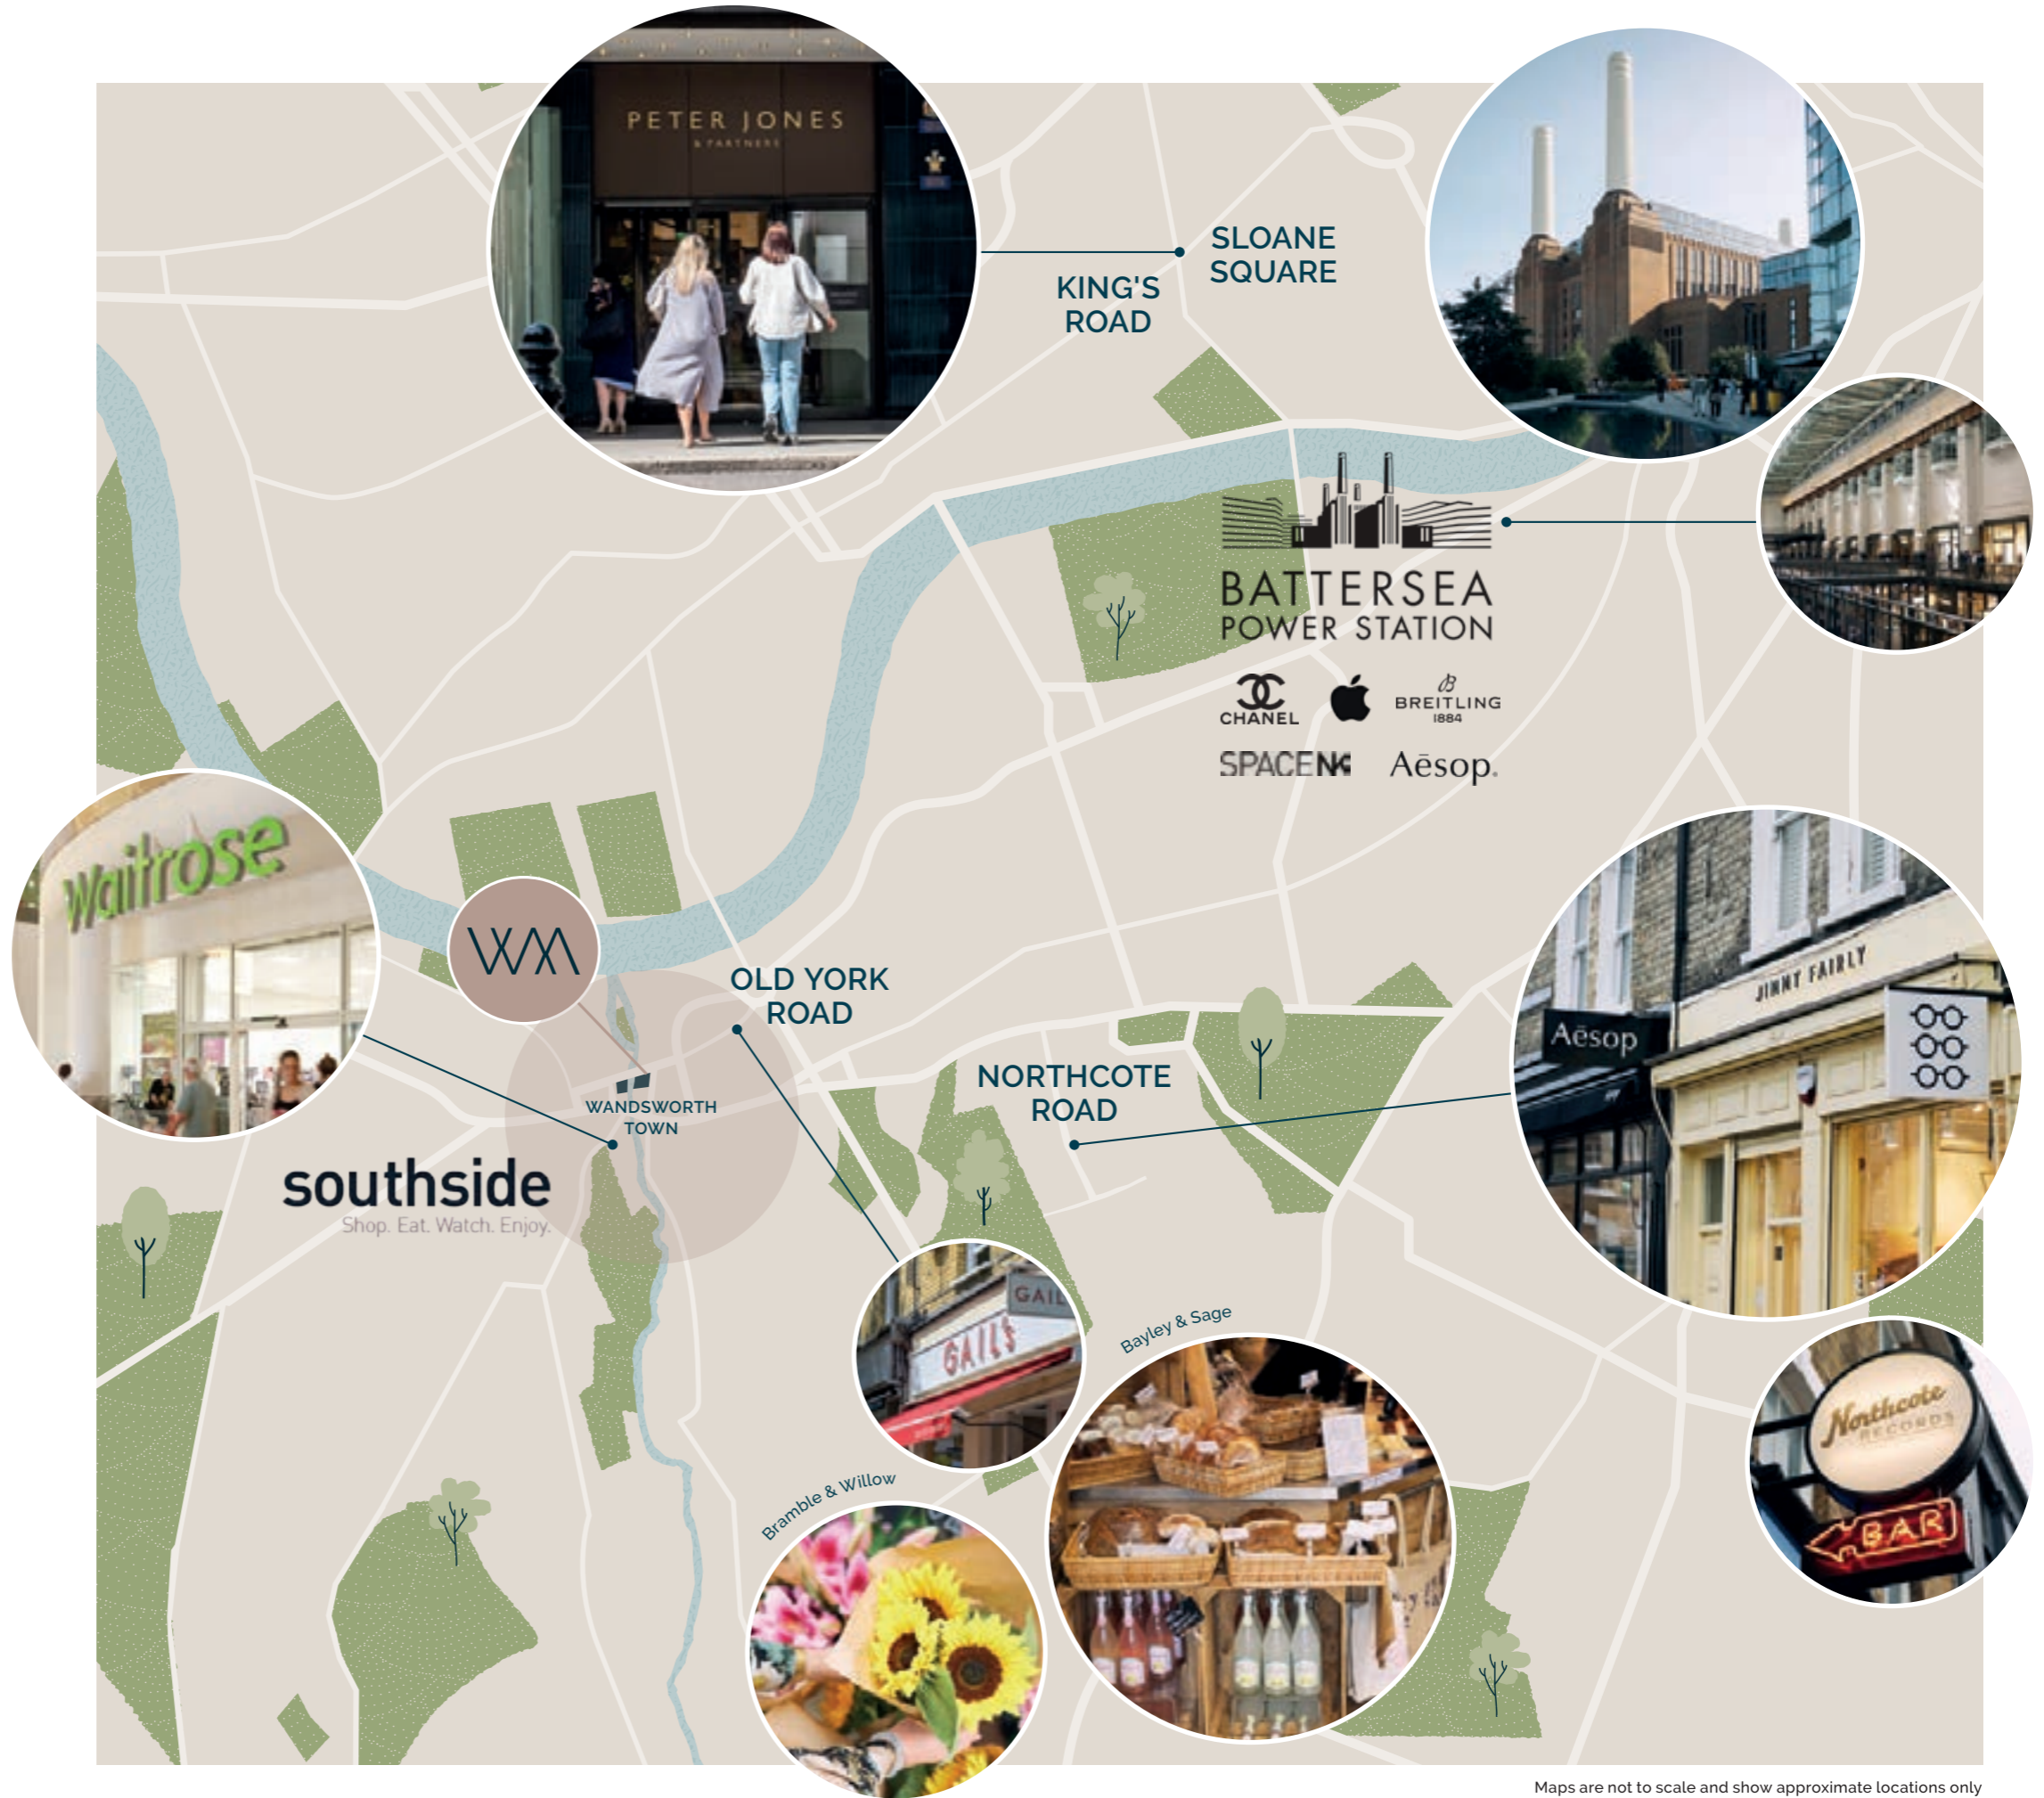 PETER JONES
& PARTNERS
SLOANE
SQUARE
KING'S
ROAD
BATTERSEA
POWER STATION
CHANEL
B
BREITLING
1884
SPACENK
Aēsop.
waitrose
WM
OLD YORK
ROAD
WANDSWORTH
TOWN
NORTHCOTE
ROAD
southside
Shop. Eat. Watch. Enjoy.
JIMMY FAIRLY
Aēsop
GAIL
GAIL'S
Bayley & Sage
Bramble & Willow
Northcote
RECORDS
BAR
Maps are not to scale and show approximate locations only